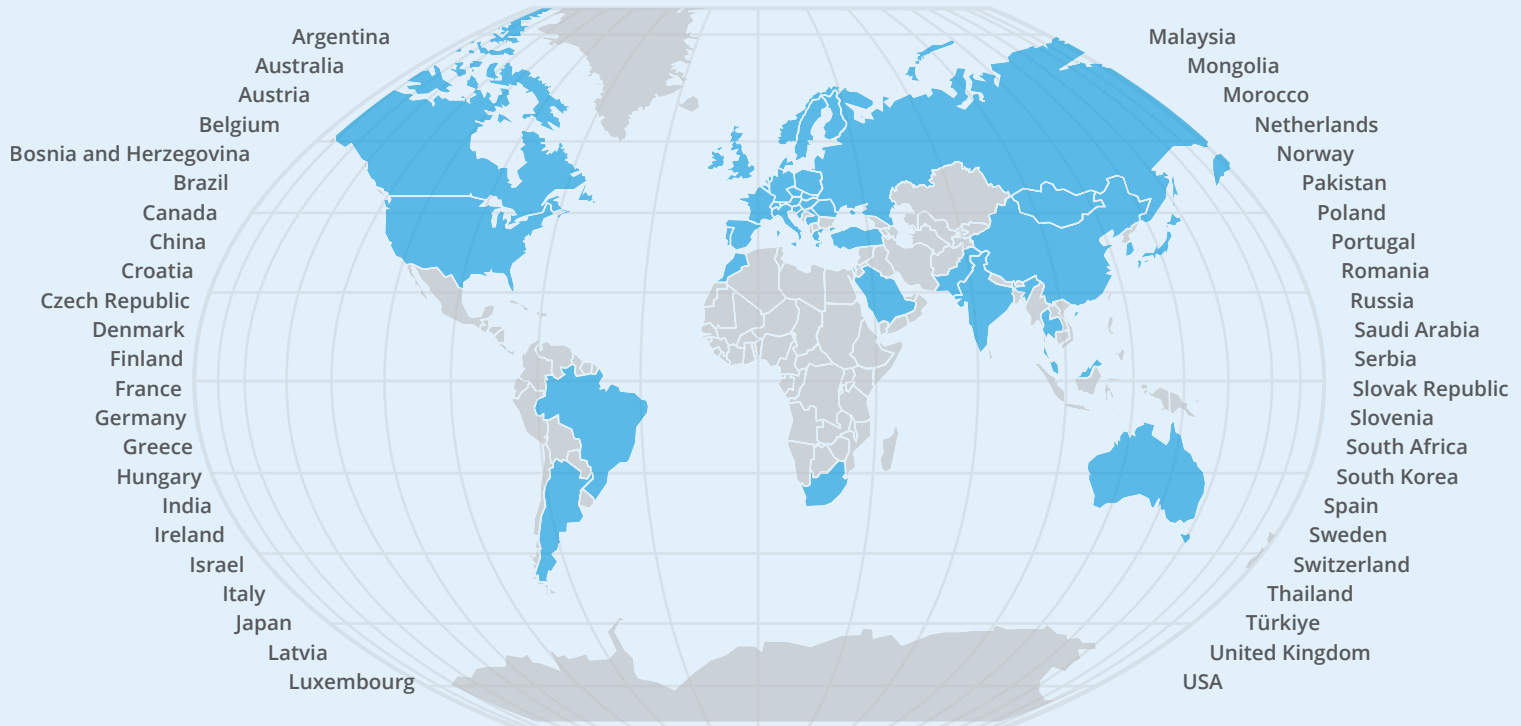 Argentina
Australia
Austria
Belgium
Bosnia and Herzegovina
Brazil
Canada
China
Croatia
Czech Republic
Denmark
Finland
France
Germany
Greece
Hungary
India
Ireland
Israel
Italy
Japan
Latvia
Luxembourg
Malaysia
Mongolia
Morocco
Netherlands
Norway
Pakistan
Poland
Portugal
Romania
Russia
Saudi Arabia
Serbia
Slovak Republic
Slovenia
South Africa
South Korea
Spain
Sweden
Switzerland
Thailand
Türkiye
United Kingdom
USA